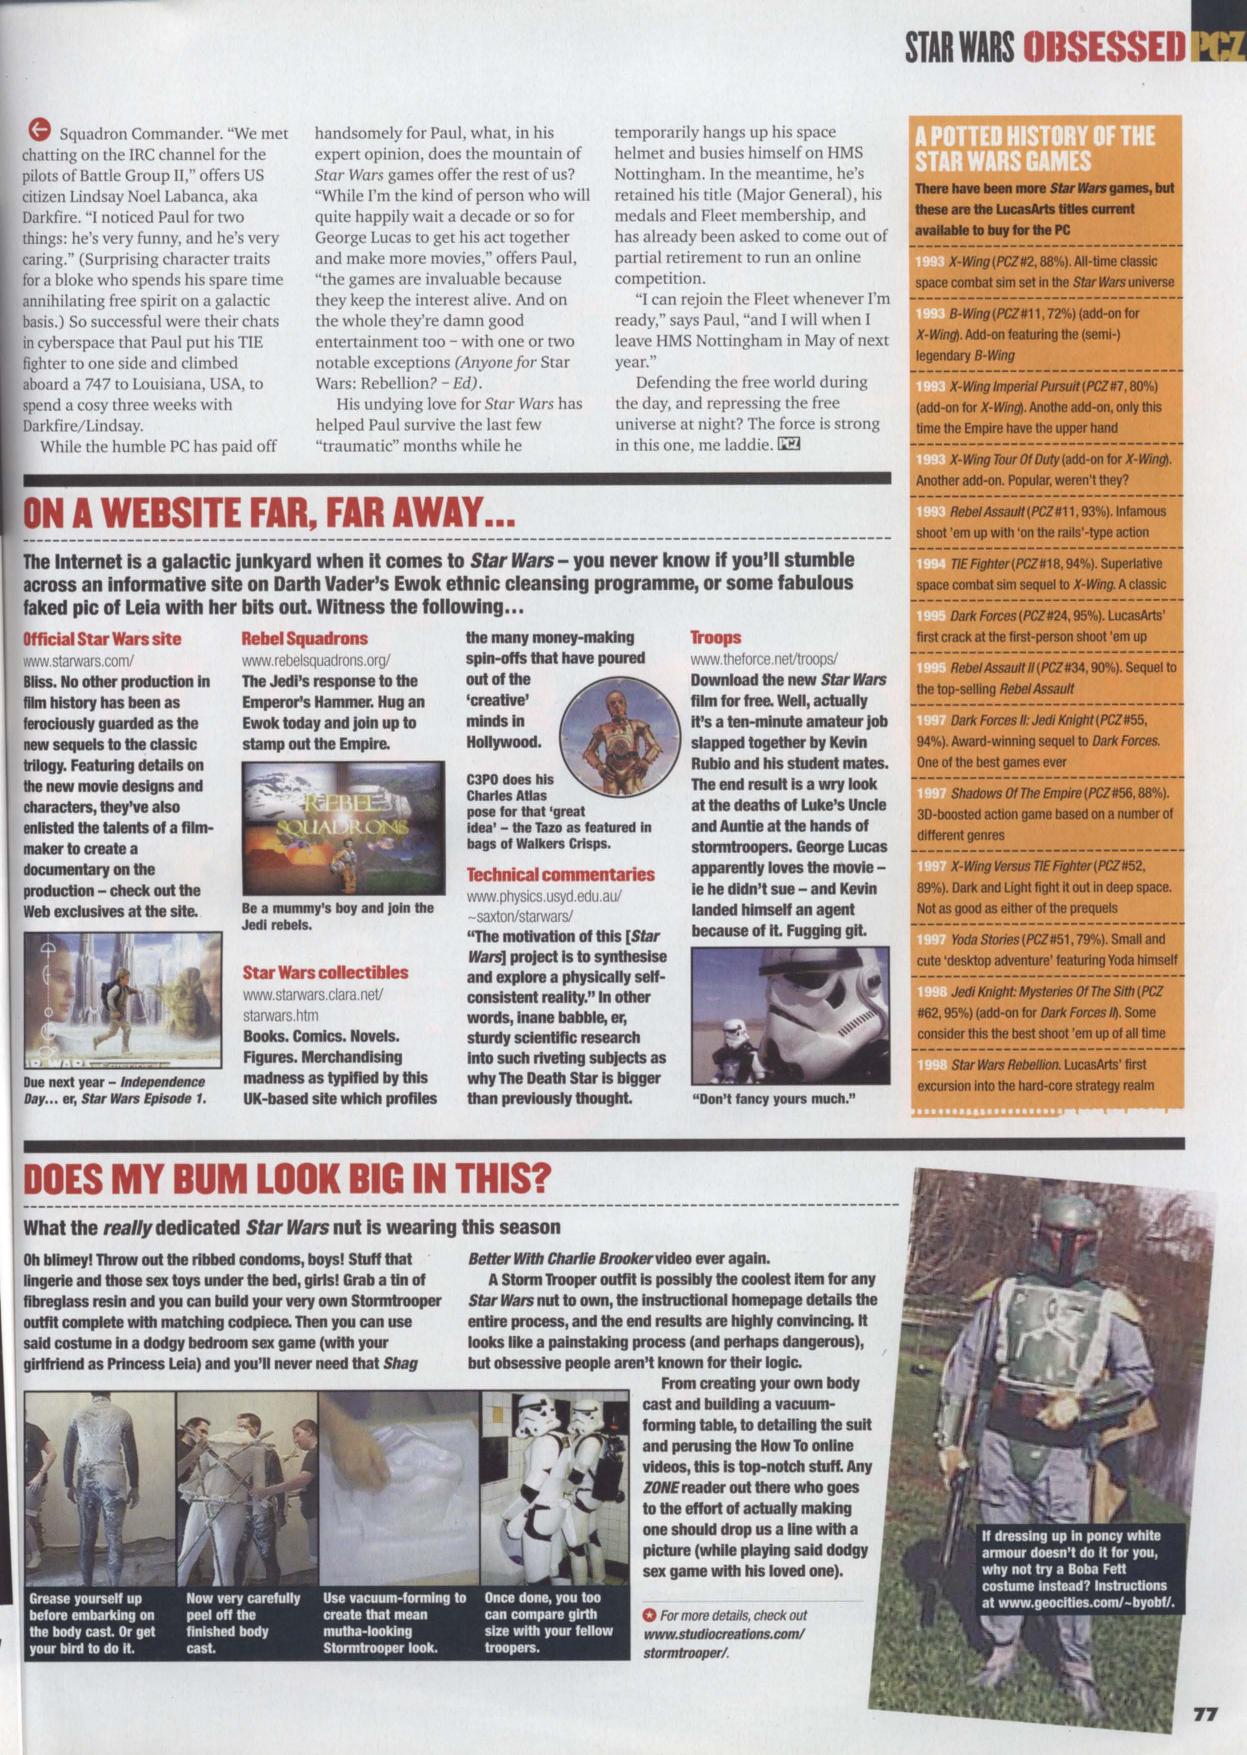 STAR WARS OBSESSED PCZ
Squadron Commander. “We met
chatting on the IRC channel for the
pilots of Battle Group II,” offers US
citizen Lindsay Noel Labanca, aka
Darkfire. “I noticed Paul for two
things: he’s very funny, and he’s very
caring.” (Surprising character traits
for a bloke who spends his spare time
annihilating free spirit on a galactic
basis.) So successful were their chats
in cyberspace that Paul put his TIE
fighter to one side and climbed
aboard a 747 to Louisiana, USA, to
spend a cosy three weeks with
Darkfire/Lindsay.
While the humble PC has paid off
handsomely for Paul, what, in his
expert opinion, does the mountain of
Star Wars games offer the rest of us?
“While I’m the kind of person who will
quite happily wait a decade or so for
George Lucas to get his act together
and make more movies,” offers Paul,
“the games are invaluable because
they keep the interest alive. And on
the whole they’re damn good
entertainment too – with one or two
notable exceptions (Anyone for Star
Wars: Rebellion? – Ed).
His undying love for Star Wars has
helped Paul survive the last few
“traumatic” months while he
temporarily hangs up his space
helmet and busies himself on HMS
Nottingham. In the meantime, he’s
retained his title (Major General), his
medals and Fleet membership, and
has already been asked to come out of
partial retirement to run an online
competition.
“I can rejoin the Fleet whenever I’m
ready,” says Paul, “and I will when I
leave HMS Nottingham in May of next
year.”
Defending the free world during
the day, and repressing the free
universe at night? The force is strong
in this one, me laddie. PCZ
A POTTED HISTORY OF THE
STAR WARS GAMES
There have been more Star Wars games, but
these are the LucasArts titles current
available to buy for the PC
1993 X-Wing (PCZ #2, 88%). All-time classic
space combat sim set in the Star Wars universe
1993 B-Wing (PCZ #11, 72%) (add-on for
X-Wing). Add-on featuring the (semi-)
legendary B-Wing
1993 X-Wing Imperial Pursuit (PCZ #7, 80%)
(add-on for X-Wing). Anothe add-on, only this
time the Empire have the upper hand
1993 X-Wing Tour Of Duty (add-on for X-Wing).
Another add-on. Popular, weren’t they?
1993 Rebel Assault (PCZ #11, 93%). Infamous
shoot ’em up with ‘on the rails’-type action
1994 TIE Fighter (PCZ #18, 94%). Superlative
space combat sim sequel to X-Wing. A classic
1995 Dark Forces (PCZ #24, 95%). LucasArts’
first crack at the first-person shoot ’em up
1995 Rebel Assault II (PCZ #34, 90%). Sequel to
the top-selling Rebel Assault
1997 Dark Forces II: Jedi Knight (PCZ #55,
94%). Award-winning sequel to Dark Forces.
One of the best games ever
1997 Shadows Of The Empire (PCZ #56, 88%).
3D-boosted action game based on a number of
different genres
1997 X-Wing Versus TIE Fighter (PCZ #52,
89%). Dark and Light fight it out in deep space.
Not as good as either of the prequels
1997 Yoda Stories (PCZ #51, 79%). Small and
cute ‘desktop adventure’ featuring Yoda himself
1998 Jedi Knight: Mysteries Of The Sith (PCZ
#62, 95%) (add-on for Dark Forces II). Some
consider this the best shoot ’em up of all time
1998 Star Wars Rebellion. LucasArts’ first
excursion into the hard-core strategy realm
ON A WEBSITE FAR, FAR AWAY...
The Internet is a galactic junkyard when it comes to Star Wars – you never know if you’ll stumble
across an informative site on Darth Vader’s Ewok ethnic cleansing programme, or some fabulous
faked pic of Leia with her bits out. Witness the following...
Official Star Wars site
www.starwars.com/
Bliss. No other production in
film history has been as
ferociously guarded as the
new sequels to the classic
trilogy. Featuring details on
the new movie designs and
characters, they’ve also
enlisted the talents of a film-
maker to create a
documentary on the
production – check out the
Web exclusives at the site.
Due next year – Independence
Day... er, Star Wars Episode 1.
Rebel Squadrons
www.rebelsquadrons.org/
The Jedi’s response to the
Emperor’s Hammer. Hug an
Ewok today and join up to
stamp out the Empire.
REBEL
SQUADRONS
Be a mummy’s boy and join the
Jedi rebels.
Star Wars collectibles
www.starwars.clara.net/
starwars.htm
Books. Comics. Novels.
Figures. Merchandising
madness as typified by this
UK-based site which profiles
the many money-making
spin-offs that have poured
out of the
‘creative’
minds in
Hollywood.
C3PO does his
Charles Atlas
pose for that ‘great
idea’ – the Tazo as featured in
bags of Walkers Crisps.
Technical commentaries
www.physics.usyd.edu.au/
~saxton/starwars/
“The motivation of this [Star
Wars] project is to synthesise
and explore a physically self-
consistent reality.” In other
words, inane babble, er,
sturdy scientific research
into such riveting subjects as
why The Death Star is bigger
than previously thought.
Troops
www.theforce.net/troops/
Download the new Star Wars
film for free. Well, actually
it’s a ten-minute amateur job
slapped together by Kevin
Rubio and his student mates.
The end result is a wry look
at the deaths of Luke’s Uncle
and Auntie at the hands of
stormtroopers. George Lucas
apparently loves the movie –
ie he didn’t sue – and Kevin
landed himself an agent
because of it. Fugging git.
“Don’t fancy yours much.”
DOES MY BUM LOOK BIG IN THIS?
What the really dedicated Star Wars nut is wearing this season
Oh blimey! Throw out the ribbed condoms, boys! Stuff that
lingerie and those sex toys under the bed, girls! Grab a tin of
fibreglass resin and you can build your very own Stormtrooper
outfit complete with matching codpiece. Then you can use
said costume in a dodgy bedroom sex game (with your
girlfriend as Princess Leia) and you’ll never need that Shag
Better With Charlie Brooker video ever again.
A Storm Trooper outfit is possibly the coolest item for any
Star Wars nut to own, the instructional homepage details the
entire process, and the end results are highly convincing. It
looks like a painstaking process (and perhaps dangerous),
but obsessive people aren’t known for their logic.
From creating your own body
cast and building a vacuum-
forming table, to detailing the suit
and perusing the How To online
videos, this is top-notch stuff. Any
ZONE reader out there who goes
to the effort of actually making
one should drop us a line with a
picture (while playing said dodgy
sex game with his loved one).
For more details, check out
www.studiocreations.com/
stormtrooper/.
Grease yourself up
before embarking on
the body cast. Or get
your bird to do it.
Now very carefully
peel off the
finished body
cast.
Use vacuum-forming to
create that mean
mutha-looking
Stormtrooper look.
Once done, you too
can compare girth
size with your fellow
troopers.
If dressing up in poncy white
armour doesn’t do it for you,
why not try a Boba Fett
costume instead? Instructions
at www.geocities.com/~byobf/.
77